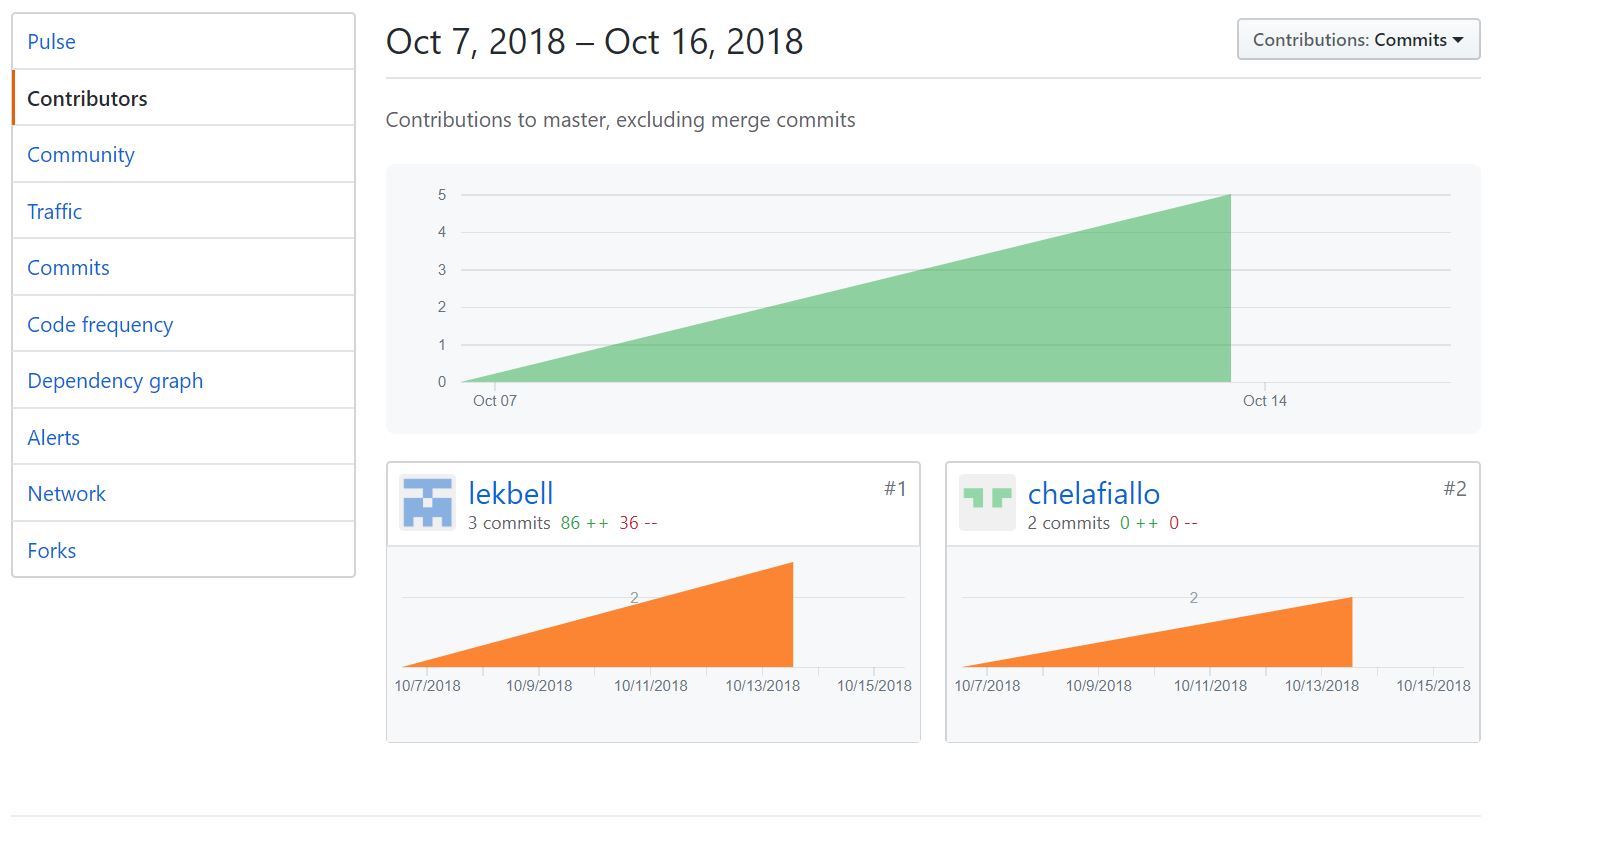 Pulse
Contributors
Community
Traffic
Commits
Code frequency
Dependency graph
Alerts
Network
Forks
Oct 7, 2018 – Oct 16, 2018
Contributions: Commits
Contributions to master, excluding merge commits
5
4
3
2
1
0
Oct 07 Oct 14
lekbell #1
3 commits 86 ++ 36 --
2
10/7/2018 10/9/2018 10/11/2018 10/13/2018 10/15/2018
chelafiallo #2
2 commits 0 ++ 0 --
2
10/7/2018 10/9/2018 10/11/2018 10/13/2018 10/15/2018